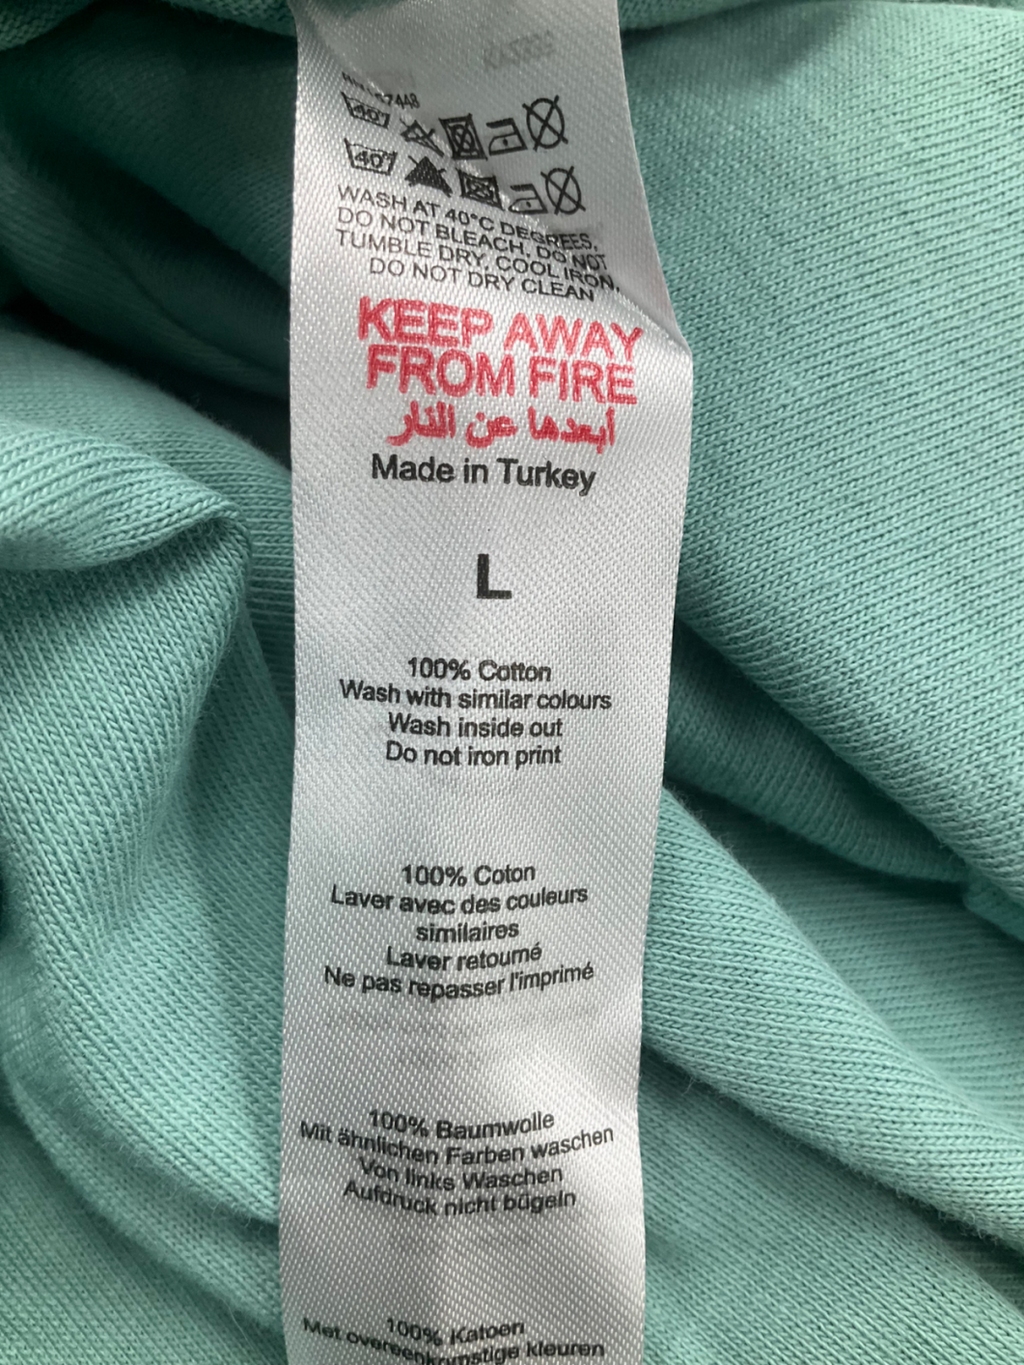 7448
40°
40°
WASH AT 40°C DEGREES,
DO NOT BLEACH, DO NOT
TUMBLE DRY, COOL IRON,
DO NOT DRY CLEAN
KEEP AWAY
FROM FIRE
أبعدها عن النار
Made in Turkey
L
100% Cotton
Wash with similar colours
Wash inside out
Do not iron print
100% Coton
Laver avec des couleurs
similaires
Laver retourné
Ne pas repasser l'imprimé
100% Baumwolle
Mit ähnlichen Farben waschen
Von links Waschen
Aufdruck nicht bügeln
100% Katoen
Met overeenkomstige kleuren